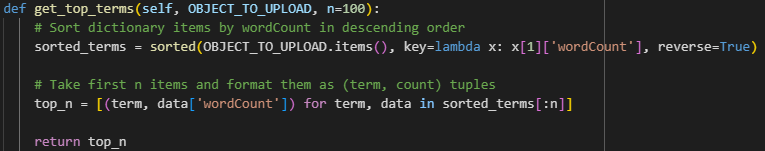 def get_top_terms(self, OBJECT_TO_UPLOAD, n=100):
    # Sort dictionary items by wordCount in descending order
    sorted_terms = sorted(OBJECT_TO_UPLOAD.items(), key=lambda x: x[1]['wordCount'], reverse=True)
    # Take first n items and format them as (term, count) tuples
    top_n = [(term, data['wordCount']) for term, data in sorted_terms[:n]]
    return top_n